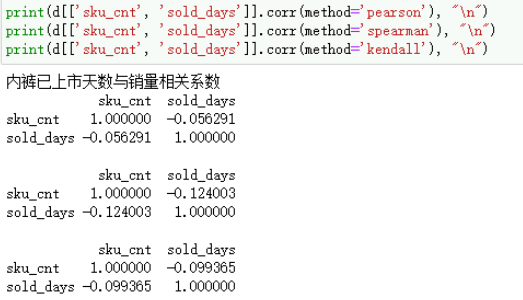 print(d[['sku_cnt', 'sold_days']].corr(method='pearson'), "\n")
print(d[['sku_cnt', 'sold_days']].corr(method='spearman'), "\n")
print(d[['sku_cnt', 'sold_days']].corr(method='kendall'), "\n")
内裤已上市天数与销量相关系数
sku_cnt sold_days
sku_cnt 1.000000 -0.056291
sold_days -0.056291 1.000000
sku_cnt sold_days
sku_cnt 1.000000 -0.124003
sold_days -0.124003 1.000000
sku_cnt sold_days
sku_cnt 1.000000 -0.099365
sold_days -0.099365 1.000000